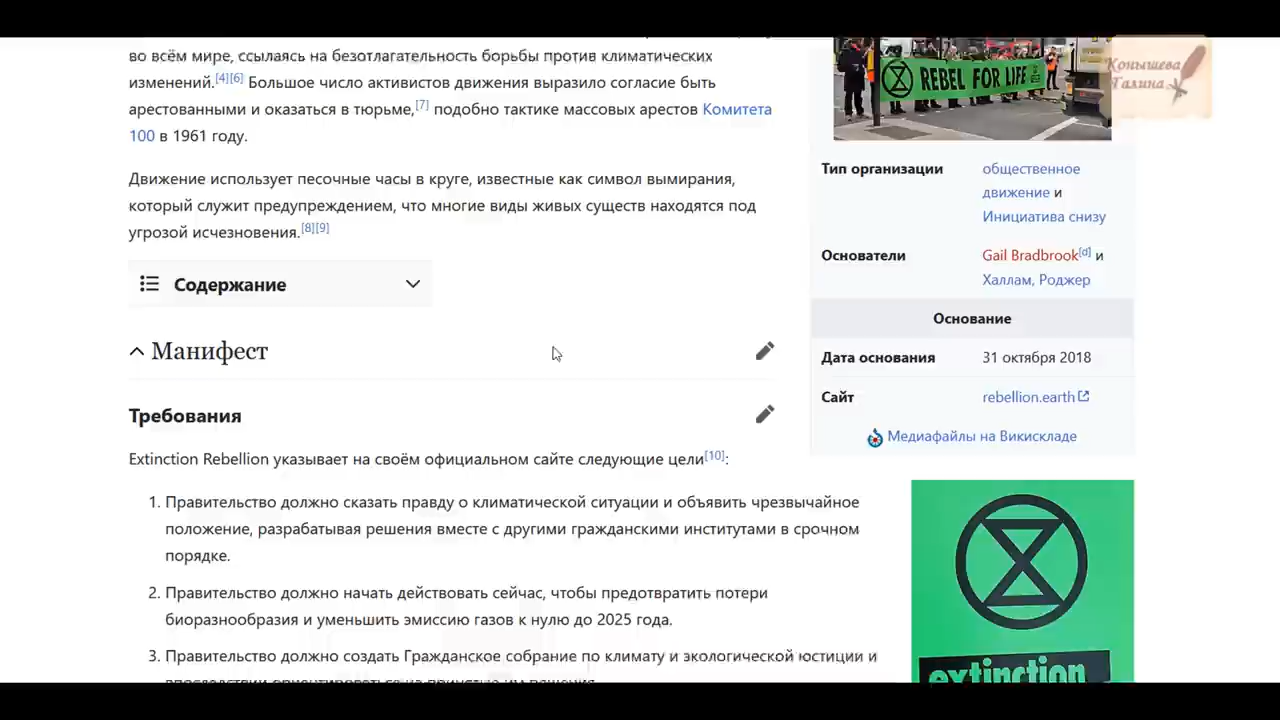 во всём мире, ссылаясь на безотлагательность борьбы против климатических
изменений.[4][6] Большое число активистов движения выразило согласие быть
арестованными и оказаться в тюрьме,[7] подобно тактике массовых арестов Комитета
100 в 1961 году.
Движение использует песочные часы в круге, известные как символ вымирания,
который служит предупреждением, что многие виды живых существ находятся под
угрозой исчезновения.[8][9]
Содержание
Манифест
Требования
Extinction Rebellion указывает на своём официальном сайте следующие цели[10]:
1. Правительство должно сказать правду о климатической ситуации и объявить чрезвычайное
положение, разрабатывая решения вместе с другими гражданскими институтами в срочном
порядке.
2. Правительство должно начать действовать сейчас, чтобы предотвратить потери
биоразнообразия и уменьшить эмиссию газов к нулю до 2025 года.
3. Правительство должно создать Гражданское собрание по климату и экологической юстиции и
REBEL FOR LIFE
Копышева
Галина
Тип организации
общественное
движение и
Инициатива снизу
Основатели
Gail Bradbrook[d] и
Халлам, Роджер
Основание
Дата основания
31 октября 2018
Сайт
rebellion.earth
Медиафайлы на Викискладе
extinction